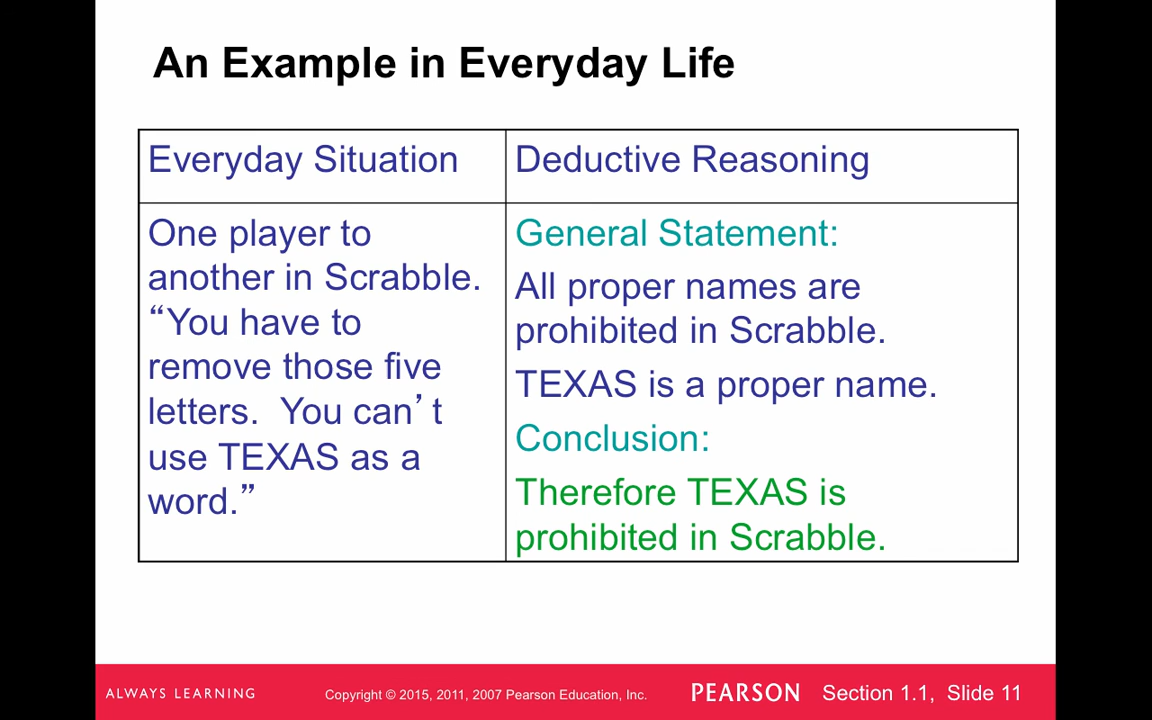 An Example in Everyday Life
Everyday Situation
Deductive Reasoning
One player to
another in Scrabble.
“You have to
remove those five
letters.  You can’t
use TEXAS as a
word.”
General Statement:
All proper names are
prohibited in Scrabble.
TEXAS is a proper name.
Conclusion:
Therefore TEXAS is
prohibited in Scrabble.
ALWAYS LEARNING
Copyright © 2015, 2011, 2007 Pearson Education, Inc.
PEARSON
Section 1.1,  Slide 11